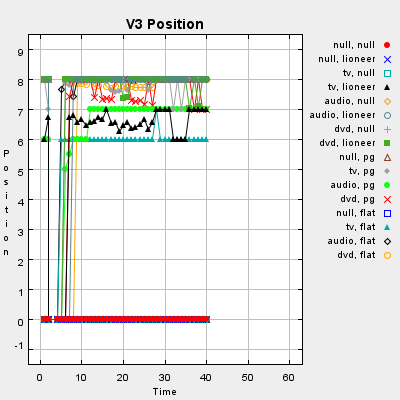 V3 Position
9
8
7
6
5
4
3
2
1
0
-1
Position
0 10 20 30 40 50 60
Time
null, null
null, lioneer
tv, null
tv, lioneer
audio, null
audio, lioneer
dvd, null
dvd, lioneer
null, pg
tv, pg
audio, pg
dvd, pg
null, flat
tv, flat
audio, flat
dvd, flat